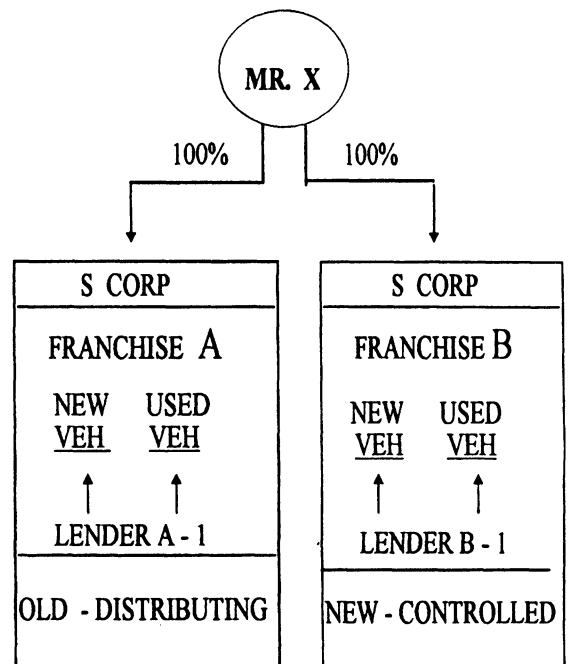 MR. X
100% 100%
S CORP
FRANCHISE A
NEW USED
VEH VEH
LENDER A - 1
OLD - DISTRIBUTING
S CORP
FRANCHISE B
NEW USED
VEH VEH
LENDER B - 1
NEW - CONTROLLED